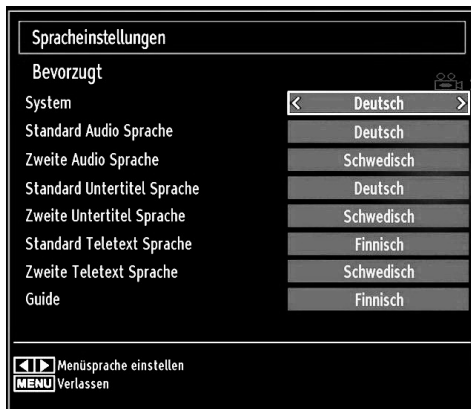 Spracheinstellungen
Bevorzugt
System < Deutsch >
Standard Audio Sprache Deutsch
Zweite Audio Sprache Schwedisch
Standard Untertitel Sprache Deutsch
Zweite Untertitel Sprache Schwedisch
Standard Teletext Sprache Finnisch
Zweite Teletext Sprache Schwedisch
Guide Finnisch
Menüsprache einstellen
MENU Verlassen